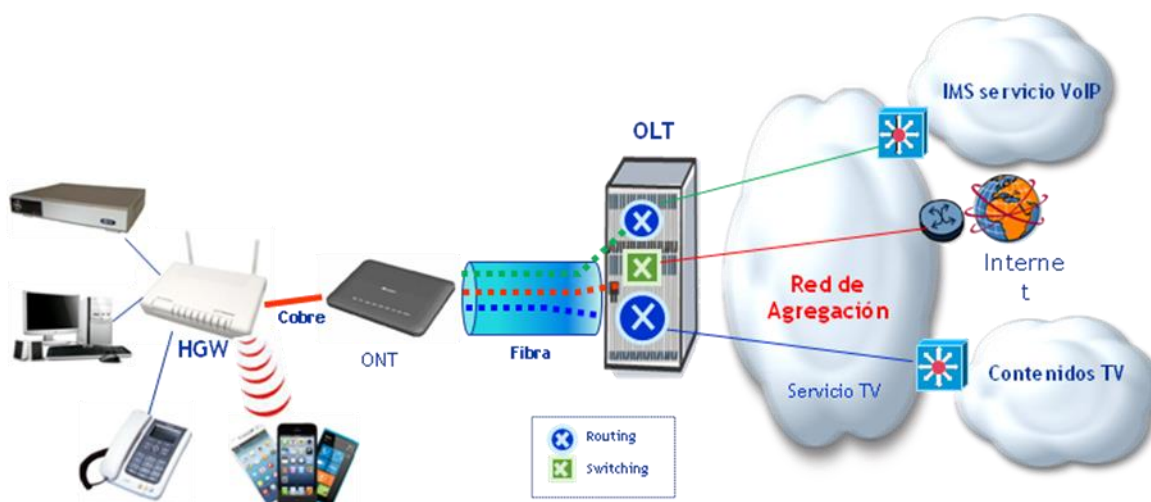 IMS servicio VoIP
OLT
Interne
t
Red de
Agregación
Cobre
HGW
ONT
Fibra
Servicio TV
Contenidos TV
Routing
Switching